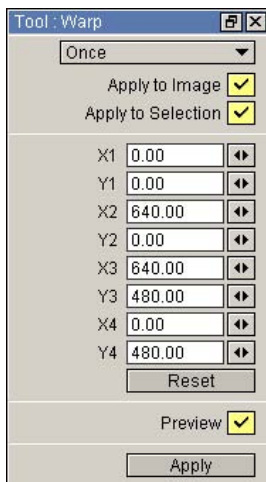 Tool : Warp
Once
Apply to Image
Apply to Selection
X1 0.00
Y1 0.00
X2 640.00
Y2 0.00
X3 640.00
Y3 480.00
X4 0.00
Y4 480.00
Reset
Preview
Apply